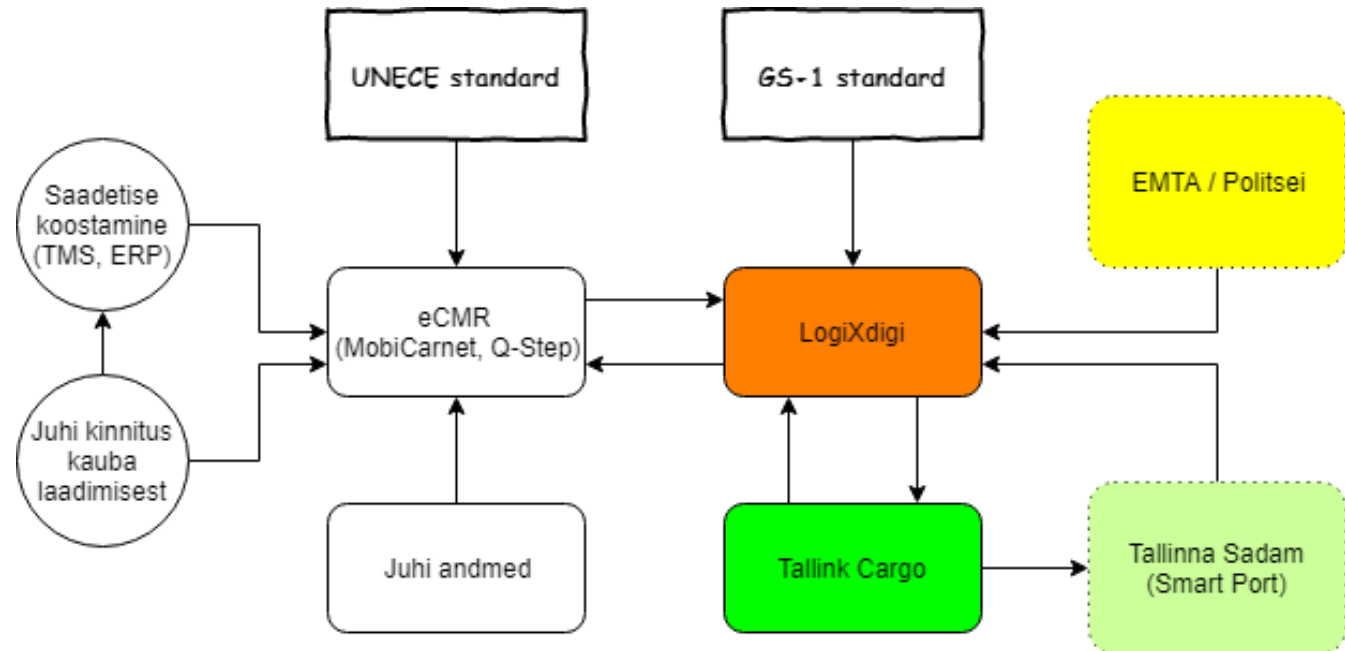 UNECE standard
GS-1 standard
EMTA / Politsei
Saadetise
koostamine
(TMS, ERP)
eCMR
(MobiCarnet, Q-Step)
LogiXdigi
Juhi kinnitus
kauba
laadimisest
Juhi andmed
Tallink Cargo
Tallinna Sadam
(Smart Port)